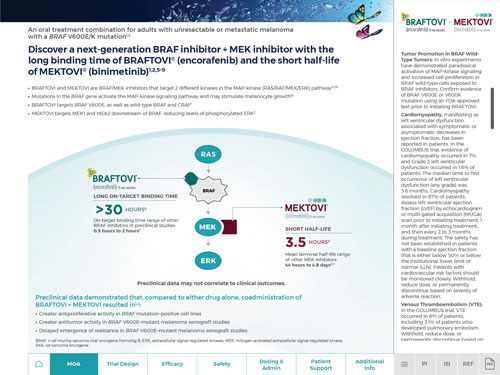 An oral treatment combination for adults with unresectable or metastatic melanoma
with a BRAF V600E/K mutation1,2
Discover a next-generation BRAF inhibitor + MEK inhibitor with the
long binding time of BRAFTOVI® (encorafenib) and the short half-life
of MEKTOVI® (binimetinib)1,2,5-9
• BRAFTOVI and MEKTOVI are BRAF/MEK inhibitors that target 2 different kinases in the MAP-kinase (RAS/RAF/MEK/ERK) pathway
• Mutations in the BRAF gene activate the MAP-kinase signaling pathway and may stimulate melanoma growth
• BRAFTOVI targets BRAF V600E, as well as wild-type BRAF and CRAF1
• MEKTOVI targets MEK1 and MEK2 downstream of BRAF, reducing levels of phosphorylated ERK2
RAS
BRAFTOVI®
(encorafenib) 75 mg capsules
BRAF
LONG ON-TARGET BINDING TIME
>30 HOURS
On-target binding time range of other
BRAF inhibitors in preclinical studies
0.5 hours to 2 hours
MEKTOVI®
(binimetinib) 15 mg tablets
MEK
SHORT HALF-LIFE
3.5 HOURS
Mean terminal half-life range
of other MEK inhibitors
44 hours to 4.8 days
ERK
Preclinical data may not correlate to clinical outcomes.
Preclinical data demonstrated that, compared to either drug alone, coadministration of
BRAFTOVI + MEKTOVI resulted in1,2:
• Greater antiproliferative activity in BRAF mutation-positive cell lines
• Greater antitumor activity in BRAF V600E-mutant melanoma xenograft studies
• Delayed emergence of resistance in BRAF V600E-mutant melanoma xenograft studies
BRAF, v-raf murine sarcoma viral oncogene homolog B; ERK, extracellular signal-regulated kinases; MEK, mitogen-activated extracellular signal-regulated kinase;
RAS, rat sarcoma oncogene.
MOA
Trial Design
Efficacy
Safety
Dosing &
Admin
Patient
Support
Additional
Info
BRAFTOVI® + MEKTOVI®
(encorafenib) 75 mg capsules (binimetinib) 15 mg tablets
Tumor Promotion in BRAF Wild-
Type Tumors: In vitro experiments
have demonstrated paradoxical
activation of MAP-kinase signaling
and increased cell proliferation in
BRAF wild-type cells exposed to
BRAF inhibitors. Confirm evidence
of BRAF V600E or V600K
mutation using an FDA-approved
test prior to initiating BRAFTOVI.
Cardiomyopathy, manifesting as
left ventricular dysfunction
associated with symptomatic or
asymptomatic decreases in
ejection fraction, has been
reported in patients. In the
COLUMBUS trial, evidence of
cardiomyopathy occurred in 7%
and Grade 3 left ventricular
dysfunction occurred in 1.6% of
patients. The median time to first
occurrence of left ventricular
dysfunction (any grade) was
3.6 months. Cardiomyopathy
resolved in 87% of patients.
Assess left ventricular ejection
fraction (LVEF) by echocardiogram
or multi-gated acquisition (MUGA)
scan prior to initiating treatment, 1
month after initiating treatment,
and then every 2 to 3 months
during treatment. The safety has
not been established in patients
with a baseline ejection fraction
that is either below 50% or below
the institutional lower limit of
normal (LLN). Patients with
cardiovascular risk factors should
be monitored closely. Withhold,
reduce dose, or permanently
discontinue based on severity of
adverse reaction.
Venous Thromboembolism (VTE):
In the COLUMBUS trial, VTE
occurred in 6% of patients,
including 3.1% of patients who
developed pulmonary embolism.
Withhold, reduce dose, or
permanently discontinue based on
PI
ISI
REF